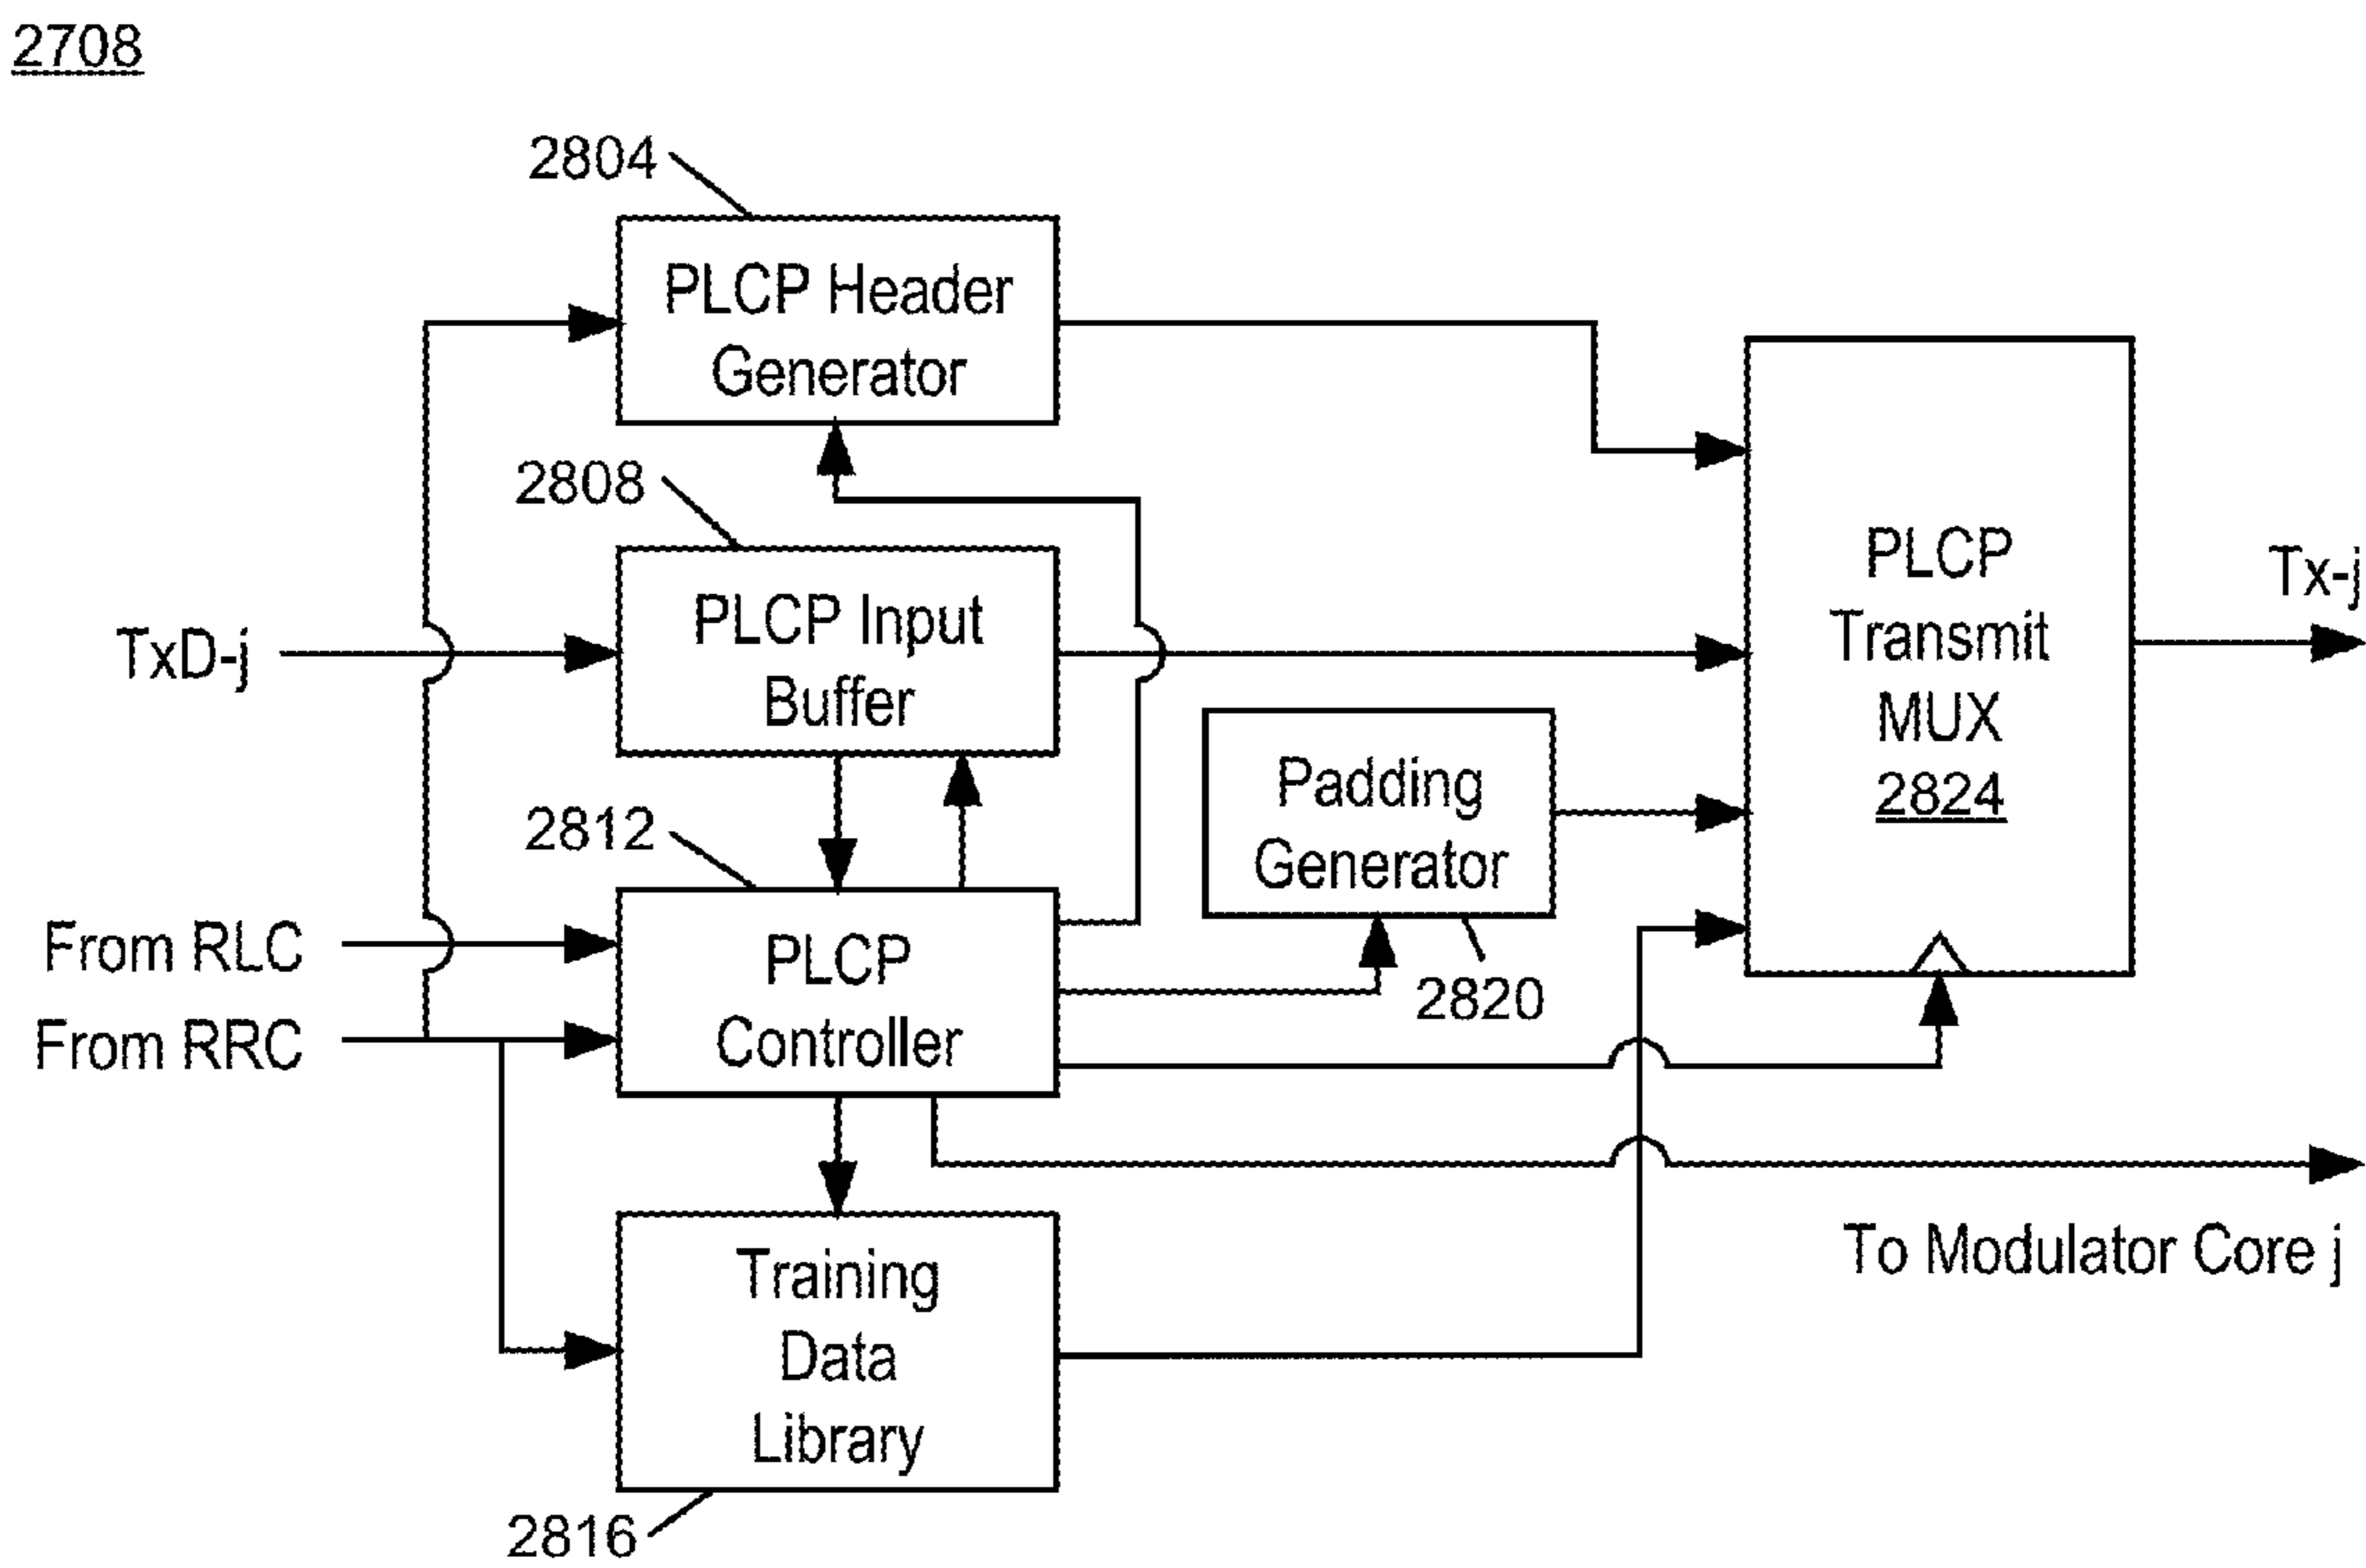 2708
2804
PLCP Header
Generator
2808
PLCP Input
Buffer
TxD-j
PLCP
Transmit
MUX
2824
Tx-j
Padding
Generator
2820
2812
From RLC
From RRC
PLCP
Controller
To Modulator Core j
Training
Data
Library
2816